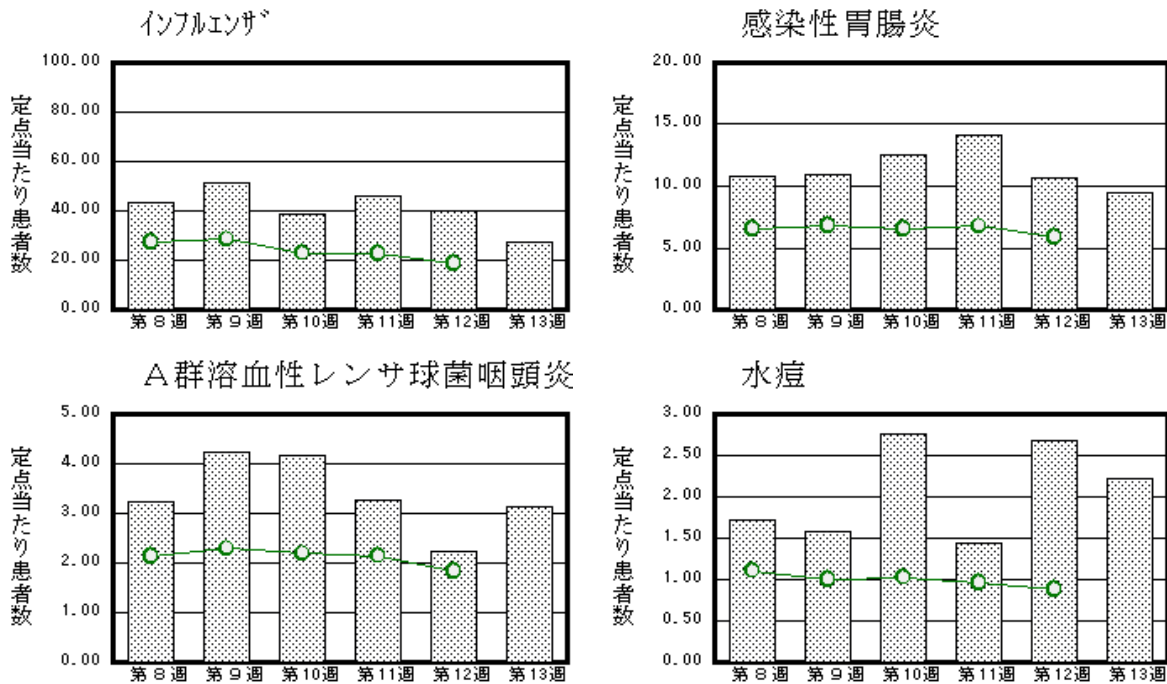 インフルエンザ
100.00
80.00
60.00
40.00
20.00
0.00
定点当たり患者数
第 8 週 第 9 週 第10週 第11週 第12週 第13週
感染性胃腸炎
20.00
15.00
10.00
5.00
0.00
定点当たり患者数
第 8 週 第 9 週 第10週 第11週 第12週 第13週
A群溶血性レンサ球菌咽頭炎
5.00
4.00
3.00
2.00
1.00
0.00
定点当たり患者数
第 8 週 第 9 週 第10週 第11週 第12週 第13週
水痘
3.00
2.50
2.00
1.50
1.00
0.50
0.00
定点当たり患者数
第 8 週 第 9 週 第10週 第11週 第12週 第13週